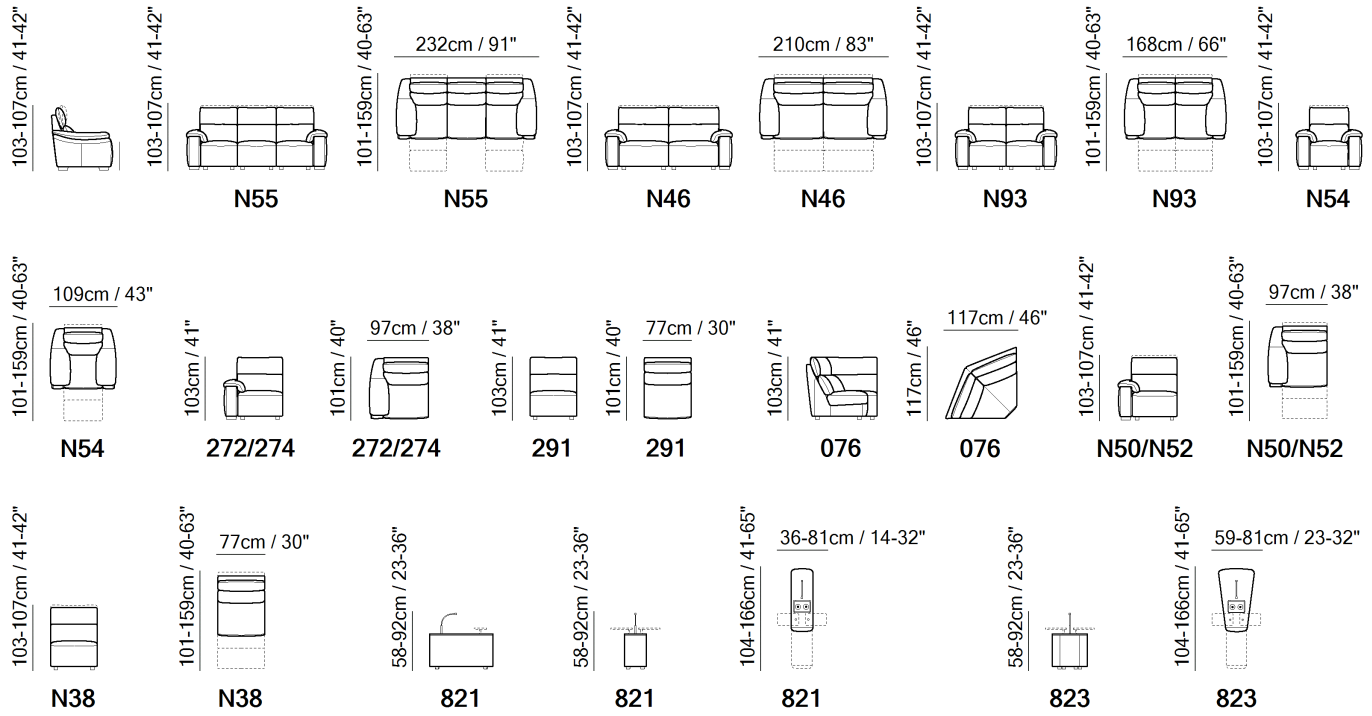 103-107cm / 41-42"
103-107cm / 41-42"
N55
101-159cm / 40-63"
232cm / 91"
N55
103-107cm / 41-42"
N46
210cm / 83"
N46
103-107cm / 41-42"
N93
101-159cm / 40-63"
168cm / 66"
N93
103-107cm / 41-42"
N54
101-159cm / 40-63"
109cm / 43"
N54
103cm / 41"
272/274
101cm / 40"
97cm / 38"
272/274
103cm / 41"
291
101cm / 40"
77cm / 30"
291
103cm / 41"
076
117cm / 46"
117cm / 46"
076
103-107cm / 41-42"
N50/N52
101-159cm / 40-63"
97cm / 38"
N50/N52
103-107cm / 41-42"
N38
101-159cm / 40-63"
77cm / 30"
N38
58-92cm / 23-36"
821
58-92cm / 23-36"
821
104-166cm / 41-65"
36-81cm / 14-32"
821
58-92cm / 23-36"
823
104-166cm / 41-65"
59-81cm / 23-32"
823